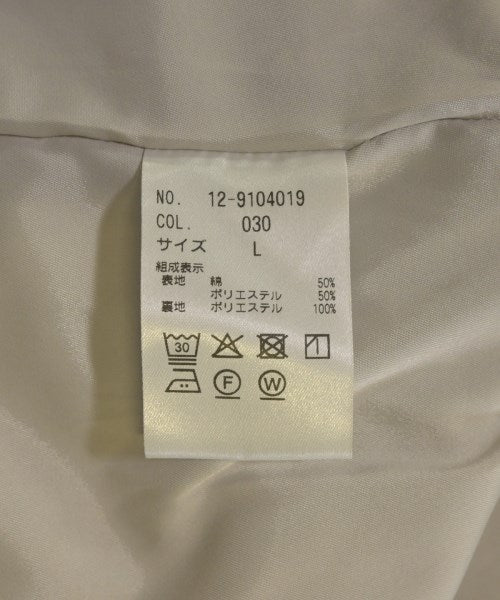 NO. 12-9104019
COL. 030
サイズ L
組成表示
表地 綿 50%
ポリエステル 50%
裏地 ポリエステル 100%
30
F W